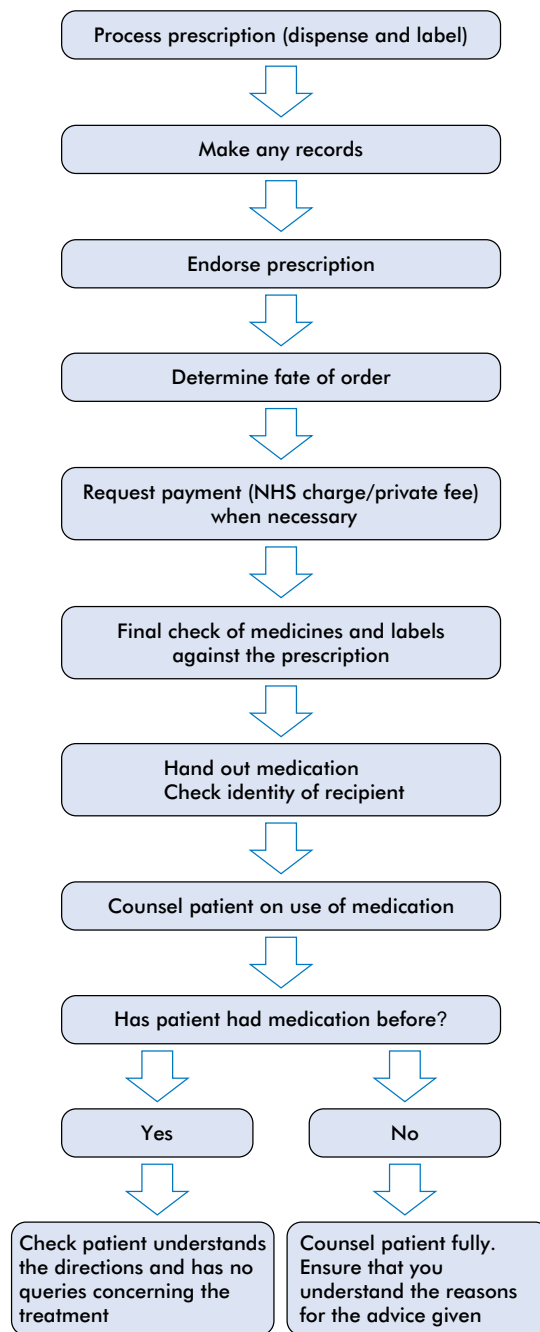 Process prescription (dispense and label)
Make any records
Endorse prescription
Determine fate of order
Request payment (NHS charge/private fee)
when necessary
Final check of medicines and labels
against the prescription
Hand out medication
Check identity of recipient
Counsel patient on use of medication
Has patient had medication before?
Yes
No
Check patient understands
the directions and has no
queries concerning the
treatment
Counsel patient fully.
Ensure that you
understand the reasons
for the advice given